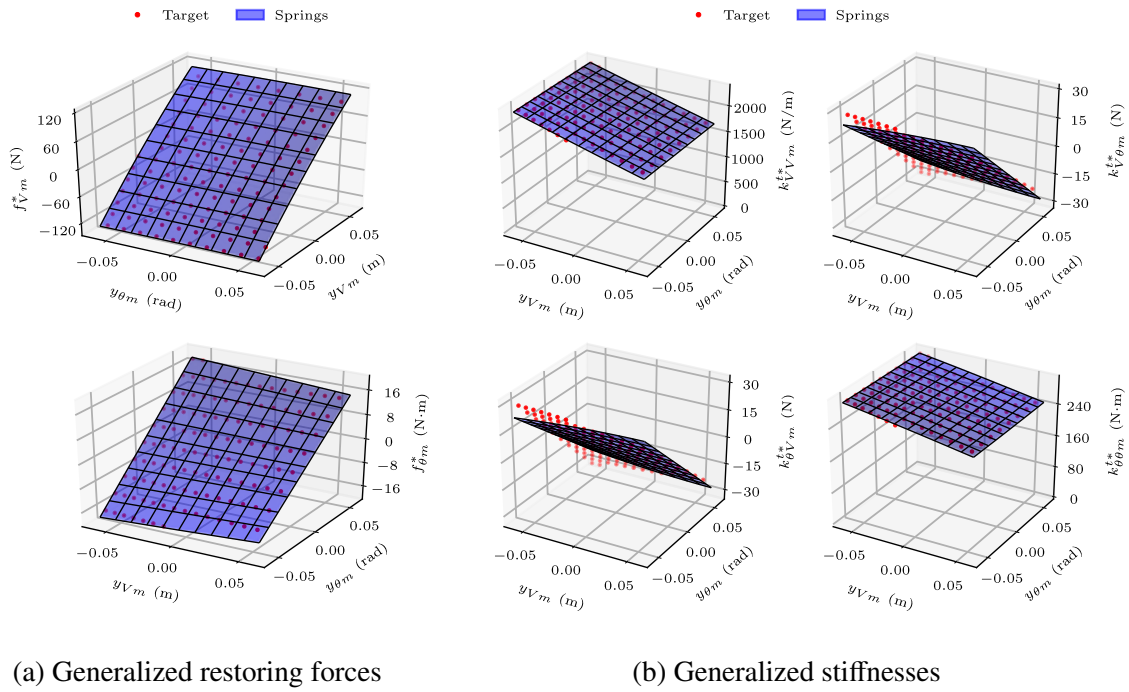 Target Springs
Target Springs
120
60
0
−60
−120
f*Vm (N)
−0.05
0.00
0.05
yθm (rad)
−0.05
0.00
0.05
yVm (m)
2000
1500
1000
500
0
k^t*_VVm (N/m)
−0.05
0.00
0.05
yVm (m)
−0.05
0.00
0.05
yθm (rad)
30
15
0
−15
−30
k^t*_Vθm (N)
−0.05
0.00
0.05
yVm (m)
−0.05
0.00
0.05
yθm (rad)
16
8
0
−8
−16
f*θm (N·m)
−0.05
0.00
0.05
yVm (m)
−0.05
0.00
0.05
yθm (rad)
30
15
0
−15
−30
k^t*_θVm (N)
−0.05
0.00
0.05
yVm (m)
−0.05
0.00
0.05
yθm (rad)
240
160
80
0
k^t*_θθm (N·m)
−0.05
0.00
0.05
yVm (m)
−0.05
0.00
0.05
yθm (rad)
(a) Generalized restoring forces
(b) Generalized stiffnesses